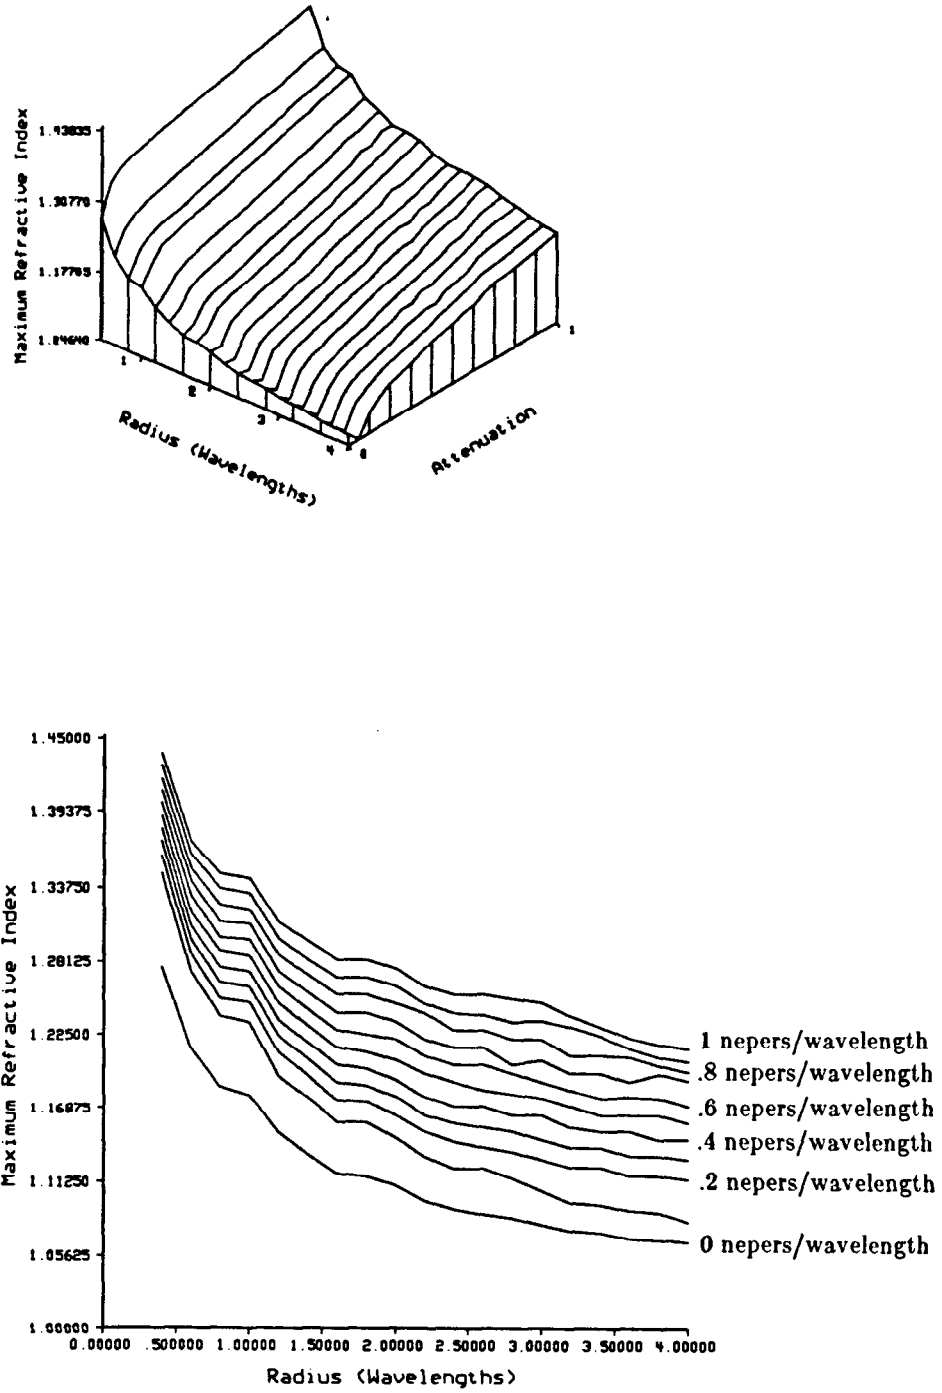 Maximum Refractive Index
1.43835
1.30770
1.17705
1.04640
1
2
3
4
0
1
Radius (Wavelengths)
Attenuation
Maximum Refractive Index
1.45000
1.39375
1.33750
1.28125
1.22500
1.16875
1.11250
1.05625
1.00000
0.00000 .500000 1.00000 1.50000 2.00000 2.50000 3.00000 3.50000 4.00000
Radius (Wavelengths)
1 nepers/wavelength
.8 nepers/wavelength
.6 nepers/wavelength
.4 nepers/wavelength
.2 nepers/wavelength
0 nepers/wavelength